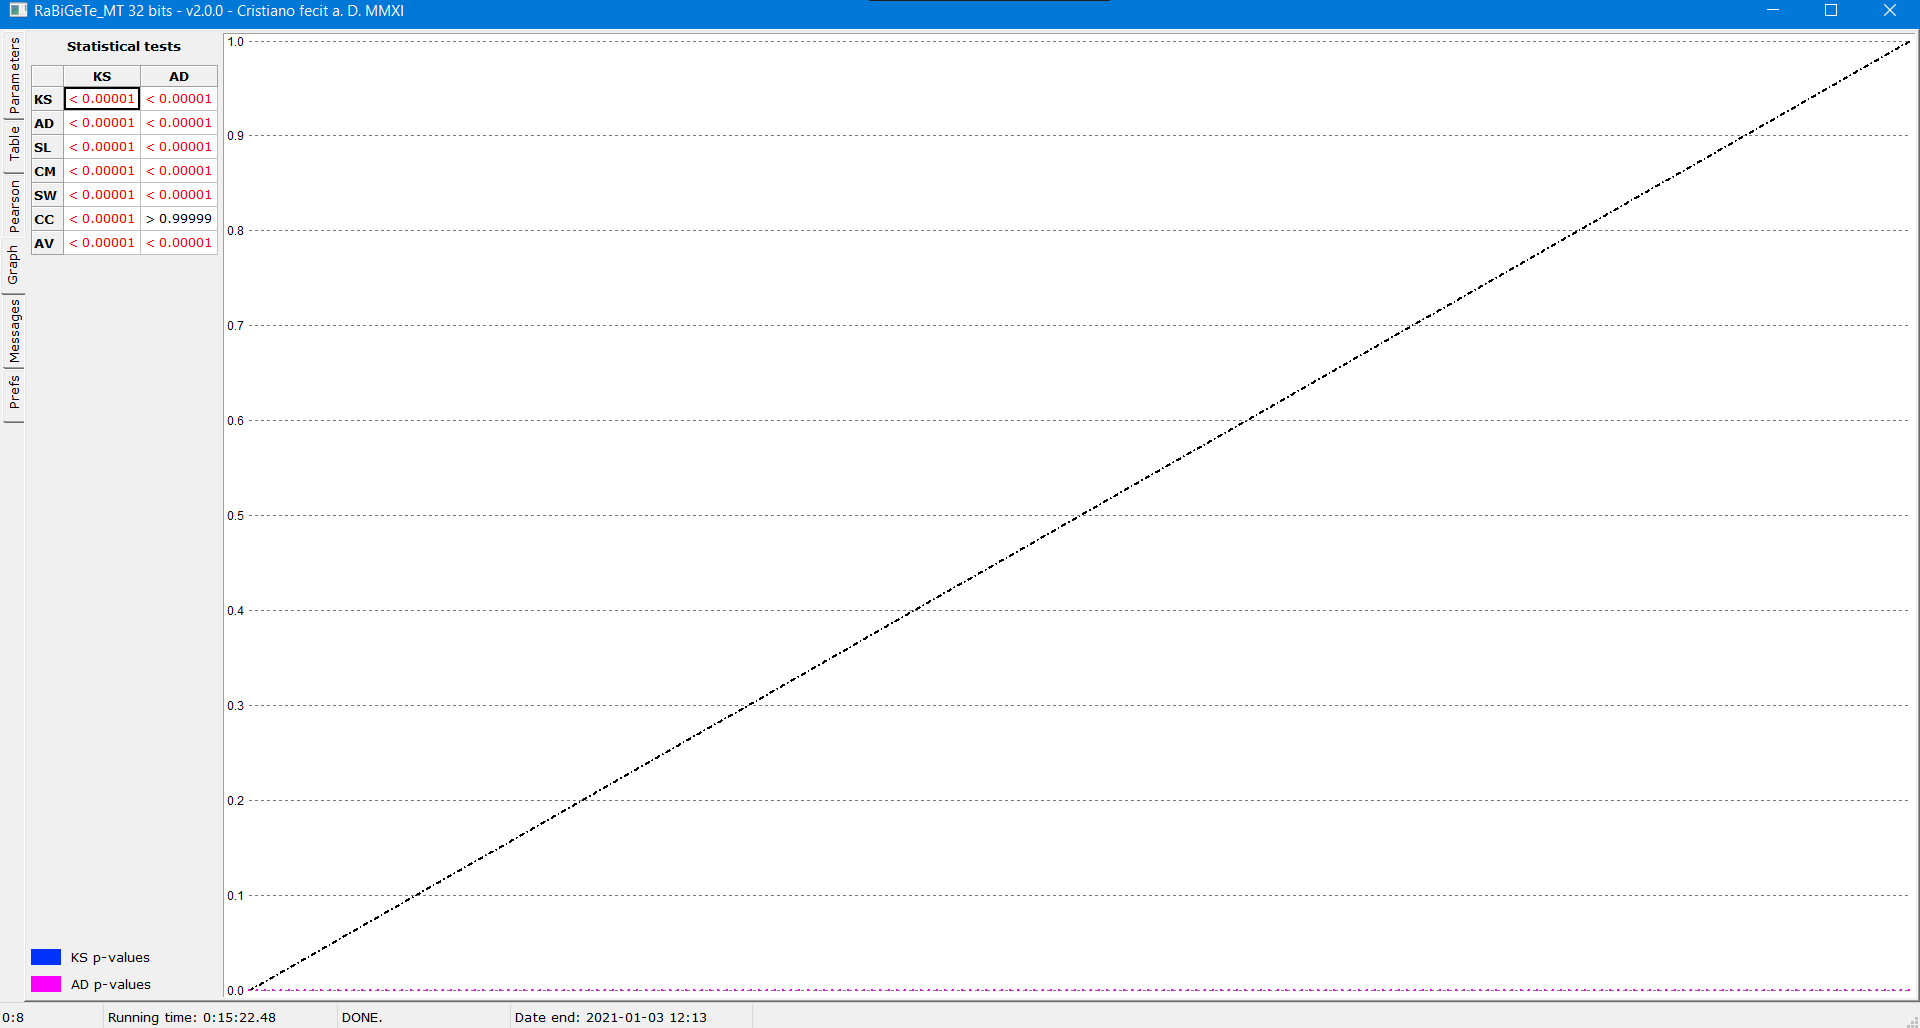 RaBiGeTe_MT 32 bits - v2.0.0 - Cristiano fecit a. D. MMXI
Parameters
Table
Pearson
Graph
Messages
Prefs
Statistical tests
KS AD
KS < 0.00001 < 0.00001
AD < 0.00001 < 0.00001
SL < 0.00001 < 0.00001
CM < 0.00001 < 0.00001
SW < 0.00001 < 0.00001
CC < 0.00001 > 0.99999
AV < 0.00001 < 0.00001
KS p-values
AD p-values
1.0
0.9
0.8
0.7
0.6
0.5
0.4
0.3
0.2
0.1
0.0
0:8 Running time: 0:15:22.48 DONE. Date end: 2021-01-03 12:13